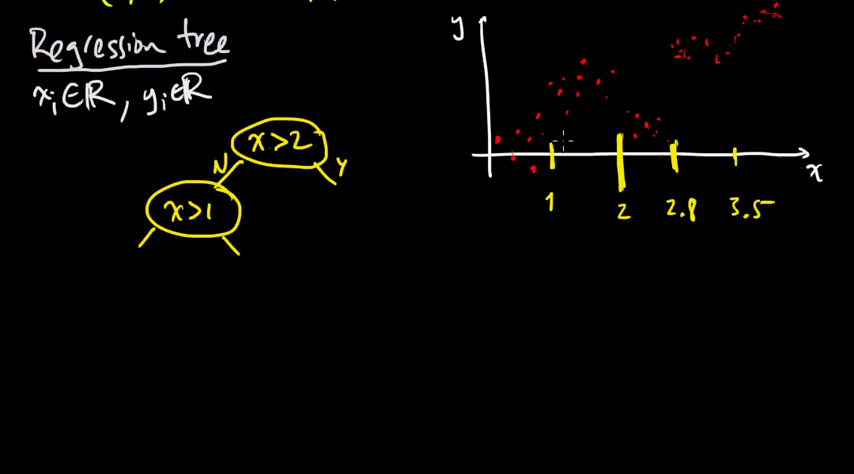 Regression tree
xᵢ∈ℝ, yᵢ∈ℝ
x>2
N Y
x>1
y
x
1 2 2.8 3.5